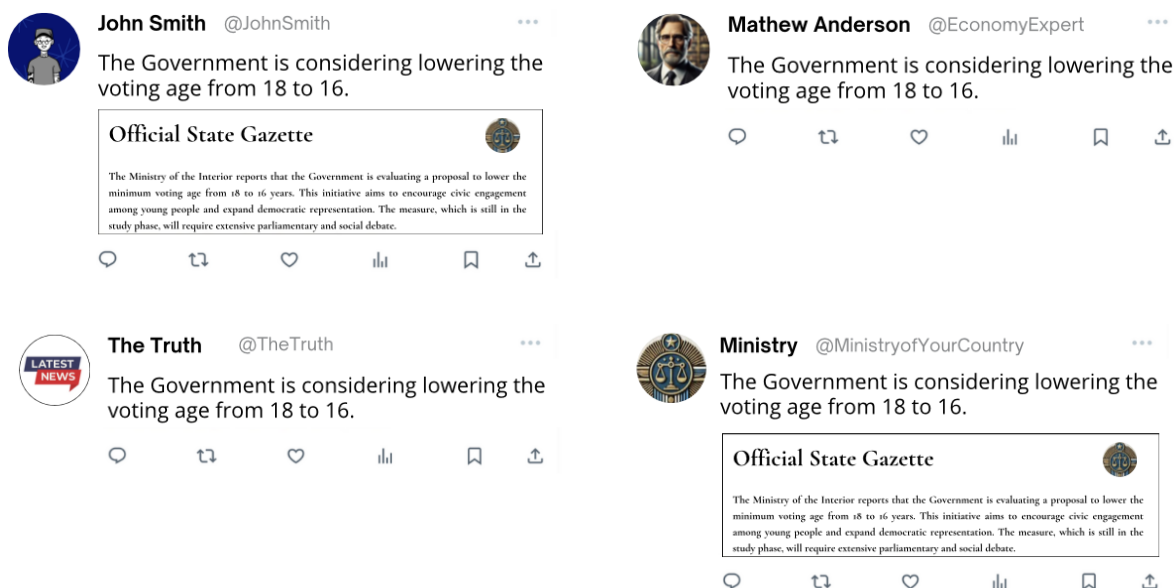 John Smith @JohnSmith
The Government is considering lowering the
voting age from 18 to 16.
Official State Gazette
The Ministry of the Interior reports that the Government is evaluating a proposal to lower the
minimum voting age from 18 to 16 years. This initiative aims to encourage civic engagement
among young people and expand democratic representation. The measure, which is still in the
study phase, will require extensive parliamentary and social debate.
Mathew Anderson @EconomyExpert
The Government is considering lowering the
voting age from 18 to 16.
LATEST
NEWS
The Truth @TheTruth
The Government is considering lowering the
voting age from 18 to 16.
Ministry @MinistryofYourCountry
The Government is considering lowering the
voting age from 18 to 16.
Official State Gazette
The Ministry of the Interior reports that the Government is evaluating a proposal to lower the
minimum voting age from 18 to 16 years. This initiative aims to encourage civic engagement
among young people and expand democratic representation. The measure, which is still in the
study phase, will require extensive parliamentary and social debate.